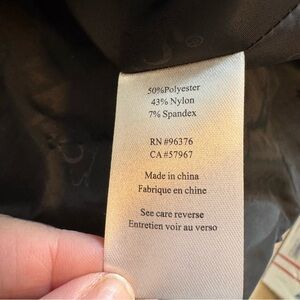 50%Polyester
43% Nylon
7% Spandex
RN #96376
CA #57967
Made in china
Fabrique en chine
See care reverse
Entretien voir au verso